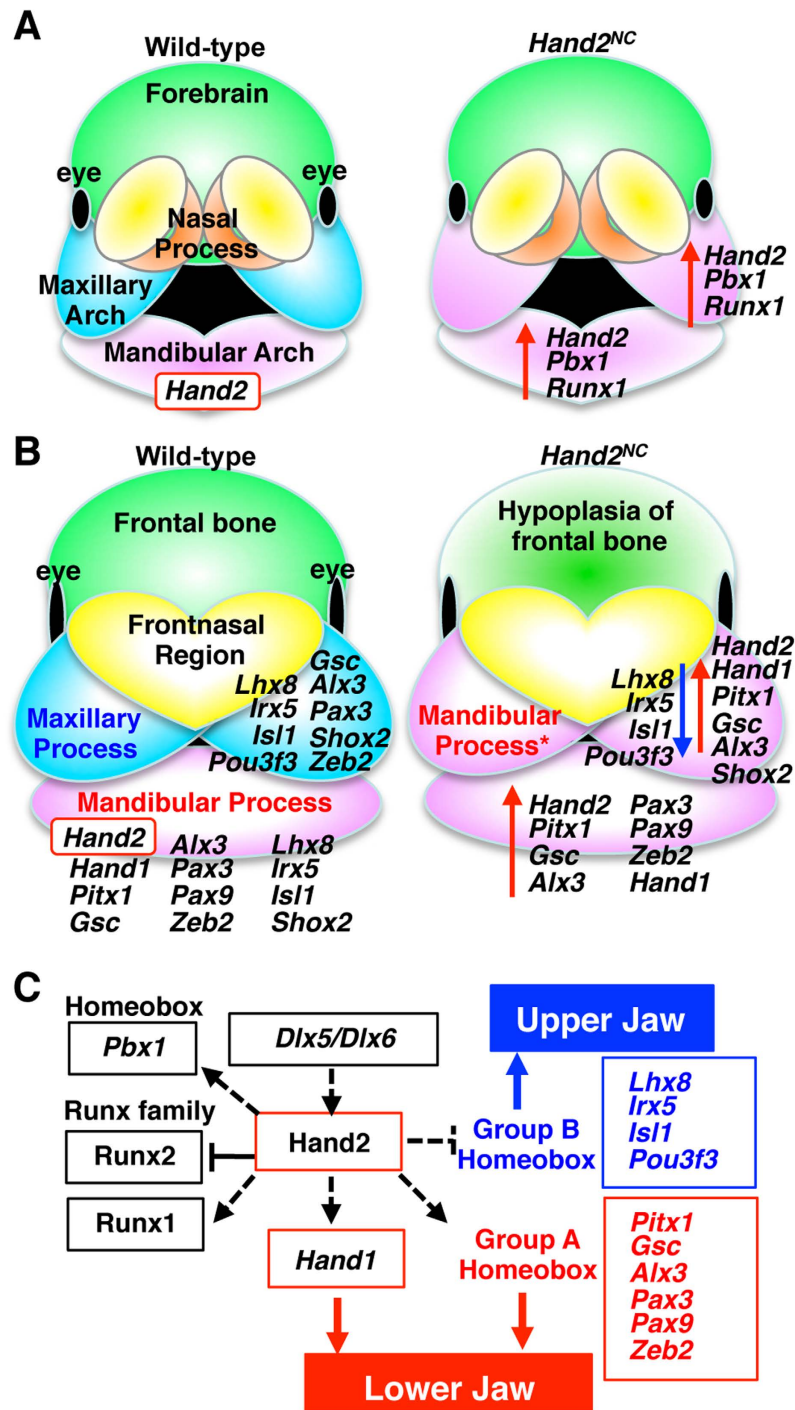 A
Wild-type
Forebrain
eye
eye
Nasal
Process
Maxillary
Arch
Mandibular Arch
Hand2
Hand2NC
Hand2
Pbx1
Runx1
Hand2
Pbx1
Runx1
B
Wild-type
Frontal bone
eye
eye
Frontnasal
Region
Maxillary
Process
Lhx8
Irx5
Isl1
Pou3f3
Gsc
Alx3
Pax3
Shox2
Zeb2
Mandibular Process
Hand2
Hand1
Pitx1
Gsc
Alx3
Pax3
Pax9
Zeb2
Lhx8
Irx5
Isl1
Shox2
Hand2NC
Hypoplasia of
frontal bone
Mandibular
Process*
Lhx8
Irx5
Isl1
Pou3f3
Hand2
Hand1
Pitx1
Gsc
Alx3
Shox2
Hand2
Pitx1
Gsc
Alx3
Pax3
Pax9
Zeb2
Hand1
C
Homeobox
Pbx1
Dlx5/Dlx6
Upper Jaw
Runx family
Runx2
Hand2
Group B
Homeobox
Lhx8
Irx5
Isl1
Pou3f3
Runx1
Hand1
Group A
Homeobox
Pitx1
Gsc
Alx3
Pax3
Pax9
Zeb2
Lower Jaw